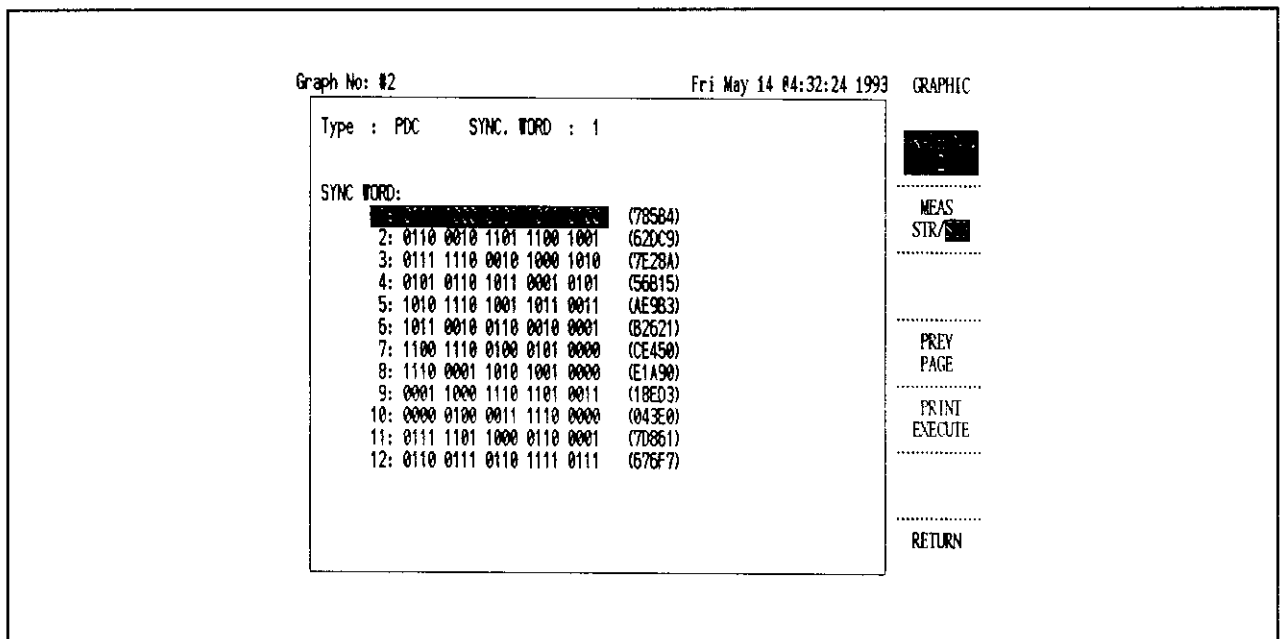 Graph No: #2
Fri May 14 04:32:24 1993
Type : PDC SYNC. WORD : 1
SYNC WORD:
(785B4)
2: 0110 0010 1101 1100 1001 (62DC9)
3: 0111 1110 0010 1000 1010 (7E28A)
4: 0101 0110 1011 0001 0101 (56B15)
5: 1010 1110 1001 1011 0011 (AE9B3)
6: 1011 0010 0110 0010 0001 (B2621)
7: 1100 1110 0100 0101 0000 (CE450)
8: 1110 0001 1010 1001 0000 (E1A90)
9: 0001 1000 1110 1101 0011 (18ED3)
10: 0000 0100 0011 1110 0000 (043E0)
11: 0111 1101 1000 0110 0001 (7D861)
12: 0110 0111 0110 1111 0111 (676F7)
GRAPHIC
MEAS
STR/
PREV
PAGE
PRINT
EXECUTE
RETURN